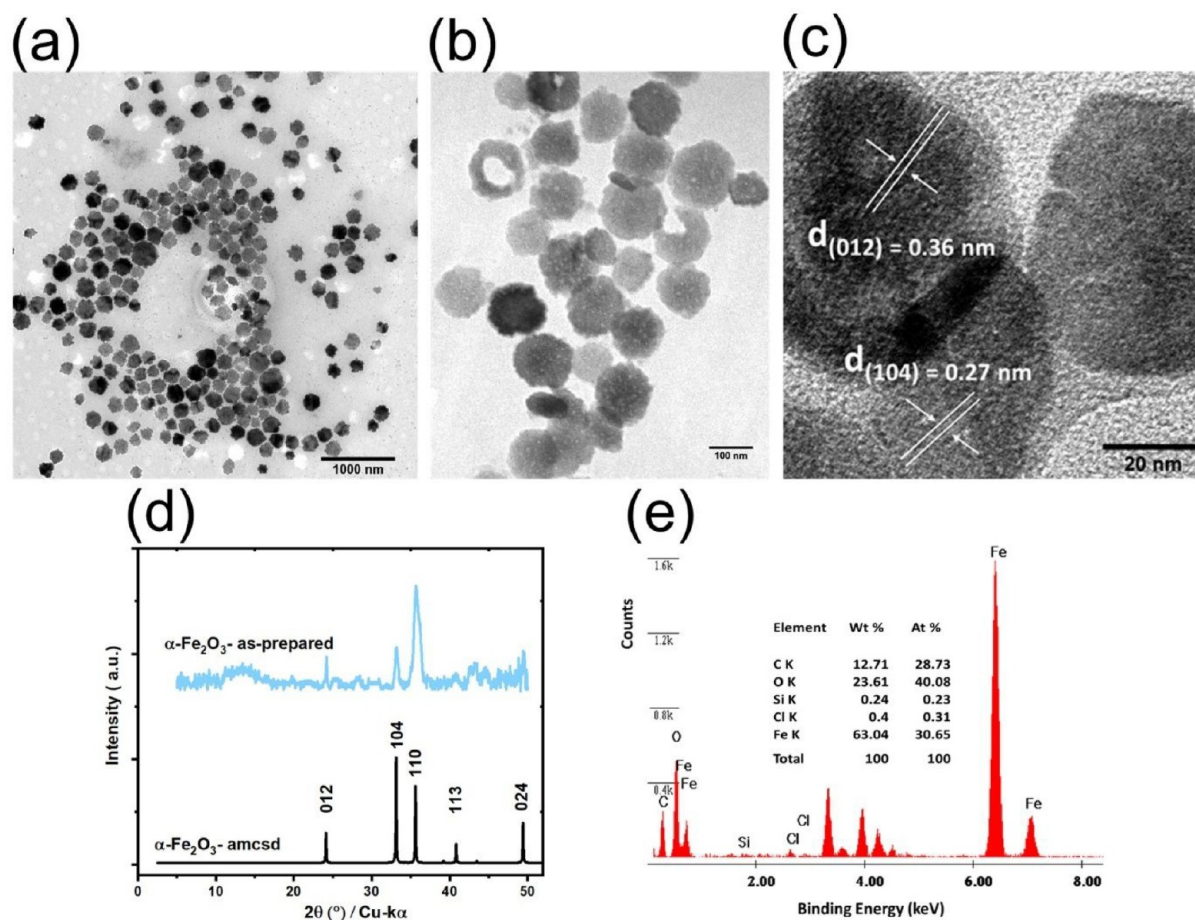 (a)
(b)
(c)
1000 nm
100 nm
d(012) = 0.36 nm
d(104) = 0.27 nm
20 nm
(d)
(e)
Intensity ( a.u.)
α-Fe₂O₃- as-prepared
012
104
110
113
024
α-Fe₂O₃- amcsd
0 10 20 30 40 50
2θ (°) / Cu-kα
Counts
1.6k
1.2k
0.8k
0.4k
Fe
Element Wt % At %
C K 12.71 28.73
O K 23.61 40.08
Si K 0.24 0.23
Cl K 0.4 0.31
Fe K 63.04 30.65
Total 100 100
O
Fe
Fe
C
Si
Cl
Cl
Fe
2.00 4.00 6.00 8.00
Binding Energy (keV)